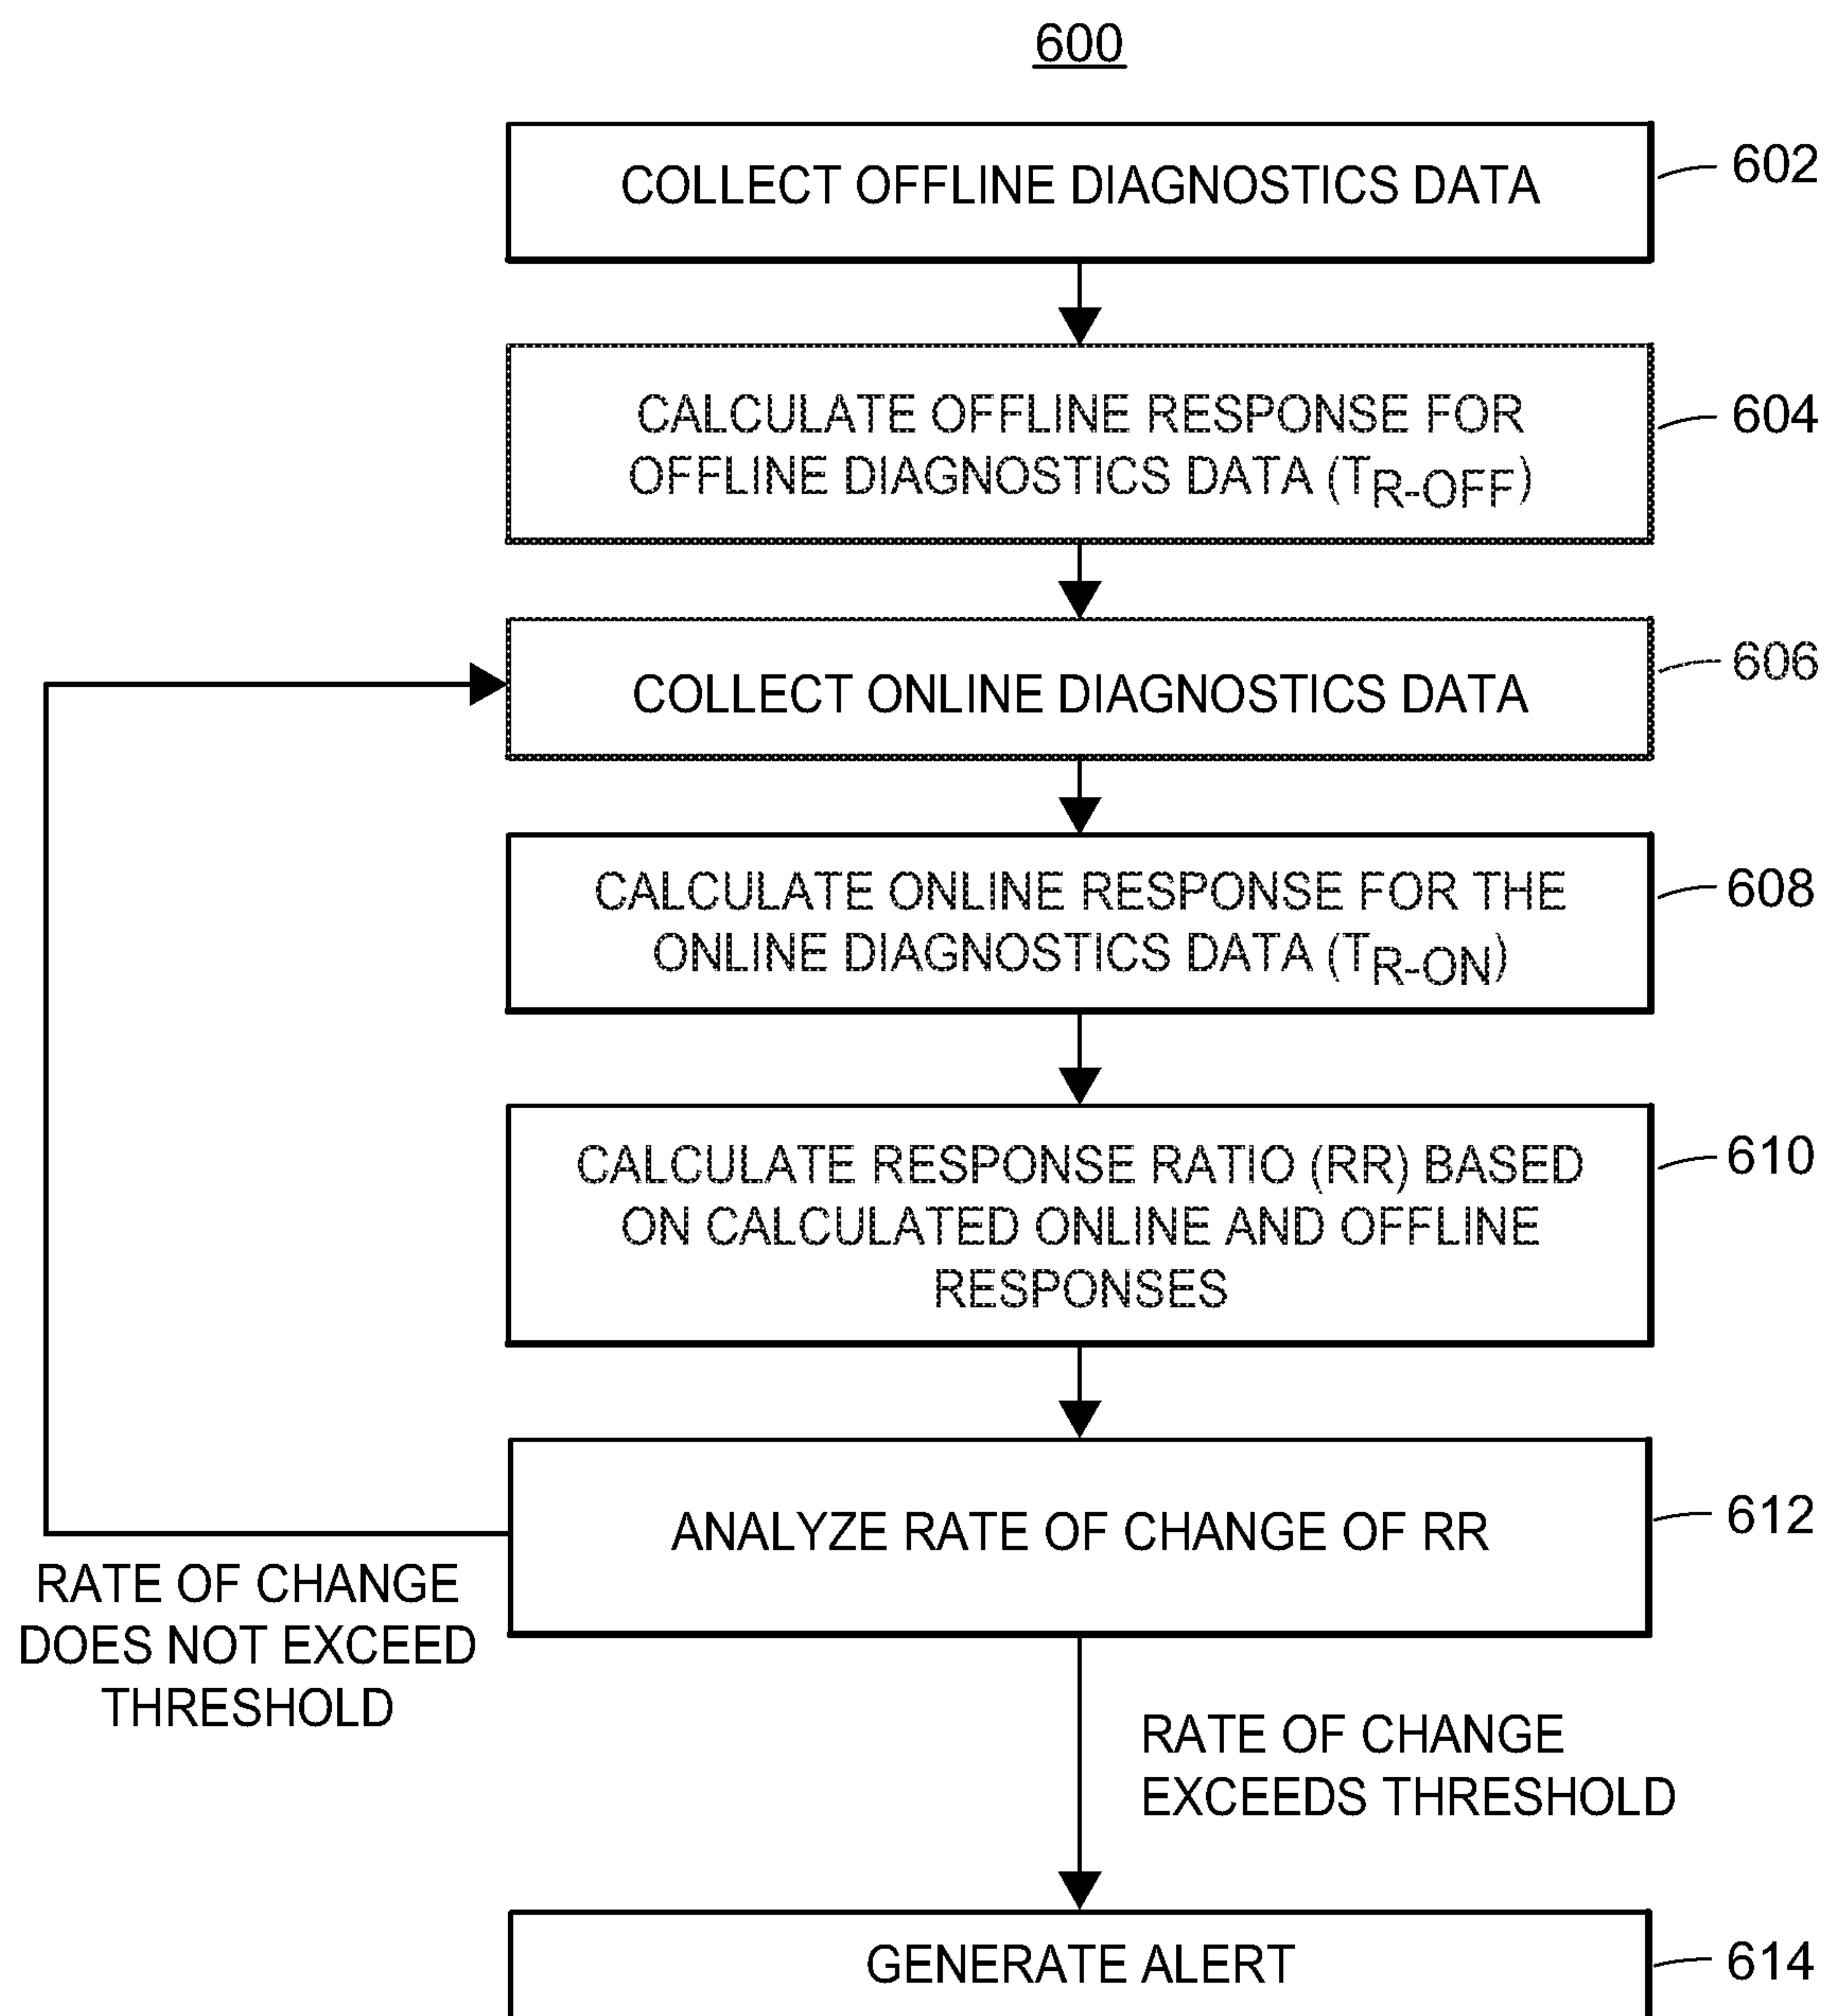 600
COLLECT OFFLINE DIAGNOSTICS DATA
602
CALCULATE OFFLINE RESPONSE FOR
OFFLINE DIAGNOSTICS DATA (TR-OFF)
604
COLLECT ONLINE DIAGNOSTICS DATA
606
CALCULATE ONLINE RESPONSE FOR THE
ONLINE DIAGNOSTICS DATA (TR-ON)
608
CALCULATE RESPONSE RATIO (RR) BASED
ON CALCULATED ONLINE AND OFFLINE
RESPONSES
610
ANALYZE RATE OF CHANGE OF RR
612
RATE OF CHANGE
DOES NOT EXCEED
THRESHOLD
RATE OF CHANGE
EXCEEDS THRESHOLD
GENERATE ALERT
614